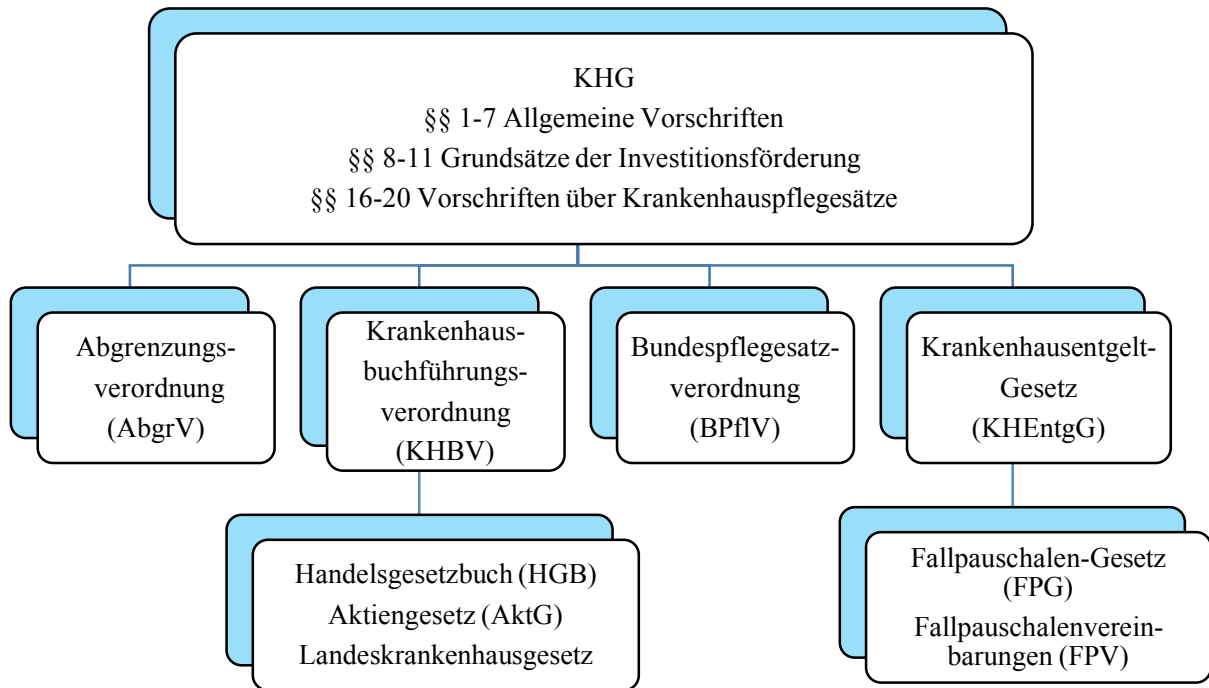 KHG
§§ 1-7 Allgemeine Vorschriften
§§ 8-11 Grundsätze der Investitionsförderung
§§ 16-20 Vorschriften über Krankenhauspflegesätze
Abgrenzungs-
verordnung
(AbgrV)
Krankenhaus-
buchführungs-
verordnung
(KHBV)
Bundespflegesatz-
verordnung
(BPflV)
Krankenhausentgelt-
Gesetz
(KHEntgG)
Handelsgesetzbuch (HGB)
Aktiengesetz (AktG)
Landeskrankenhausgesetz
Fallpauschalen-Gesetz
(FPG)
Fallpauschalenverein-
barungen (FPV)